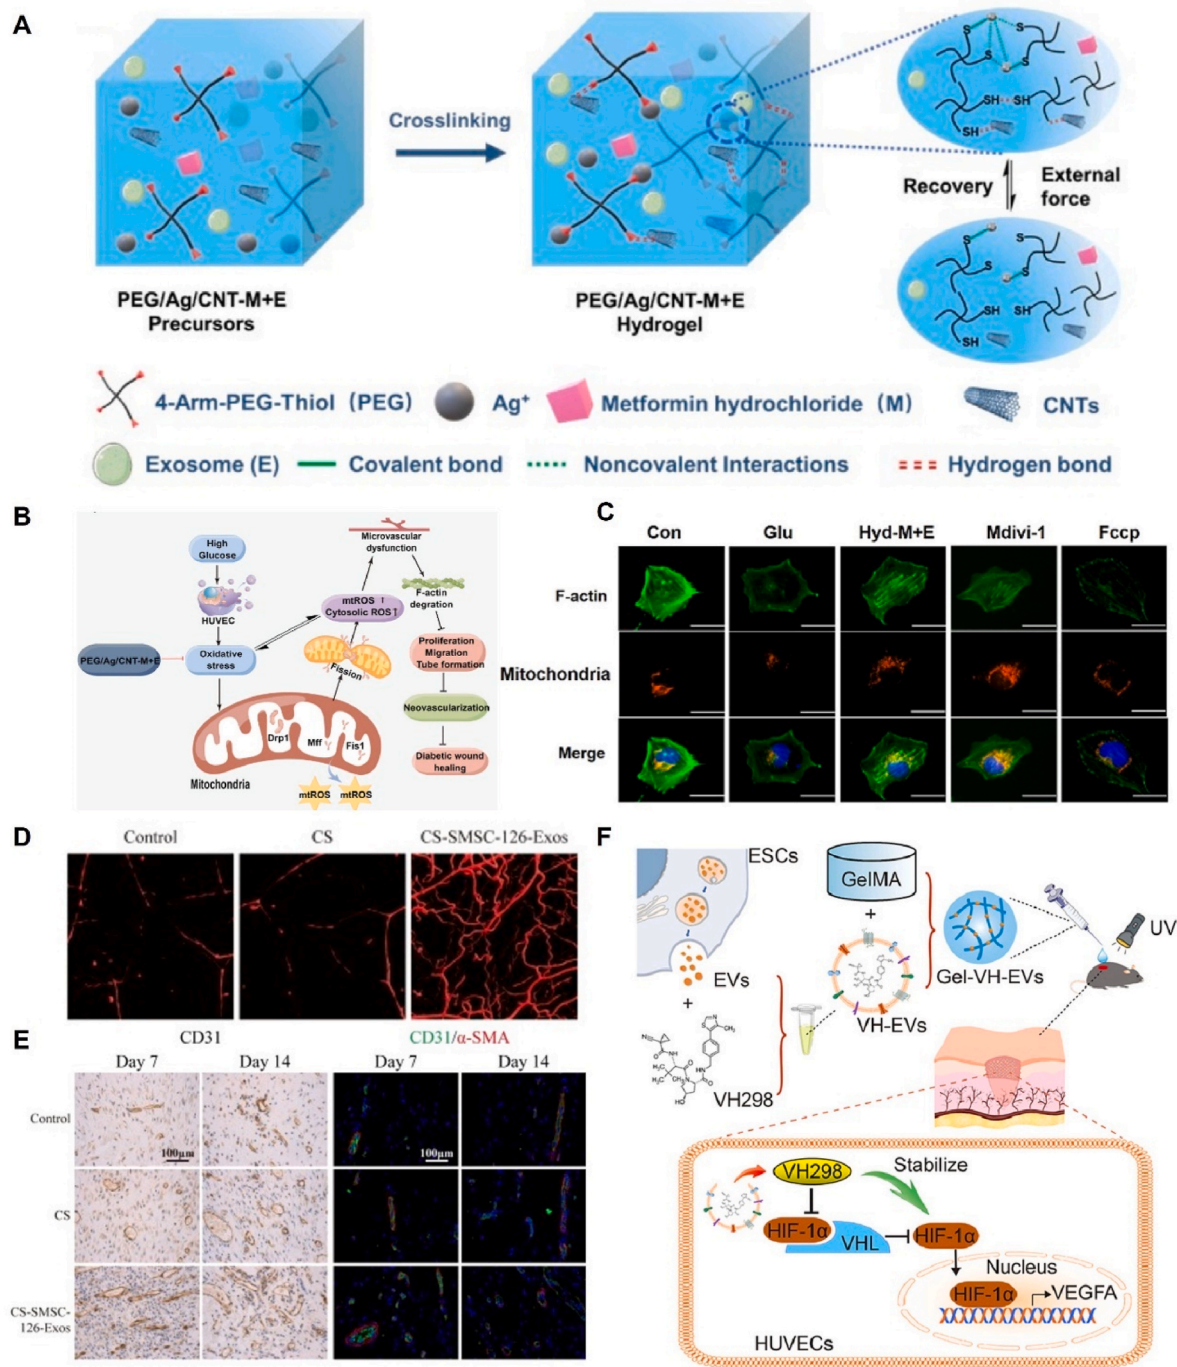 A
Crosslinking
Recovery
External
force
S
S
S
S
SH
SH
SH
S
S
S
SH
SH
SH
PEG/Ag/CNT-M+E
Precursors
PEG/Ag/CNT-M+E
Hydrogel
4-Arm-PEG-Thiol (PEG)
Ag⁺
Metformin hydrochloride (M)
CNTs
Exosome (E)
Covalent bond
Noncovalent Interactions
Hydrogen bond
B
High
Glucose
HUVEC
PEG/Ag/CNT-M+E
Oxidative
stress
Microvascular
dysfunction
mtROS ↑
Cytosolic ROS↑
F-actin
degration
Fission
Proliferation
Migration
Tube formation
Neovascularization
Diabetic wound
healing
Drp1
Mff
Fis1
Mitochondria
mtROS
mtROS
C
Con
Glu
Hyd-M+E
Mdivi-1
Fccp
F-actin
Mitochondria
Merge
D
Control
CS
CS-SMSC-126-Exos
E
CD31
CD31/α-SMA
Day 7
Day 14
Day 7
Day 14
Control
100μm
100μm
CS
CS-SMSC-
126-Exos
F
ESCs
GelMA
+
UV
EVs
Gel-VH-EVs
+
VH-EVs
VH298
VH298
Stabilize
HIF-1α
VHL
HIF-1α
Nucleus
HIF-1α
VEGFA
HUVECs